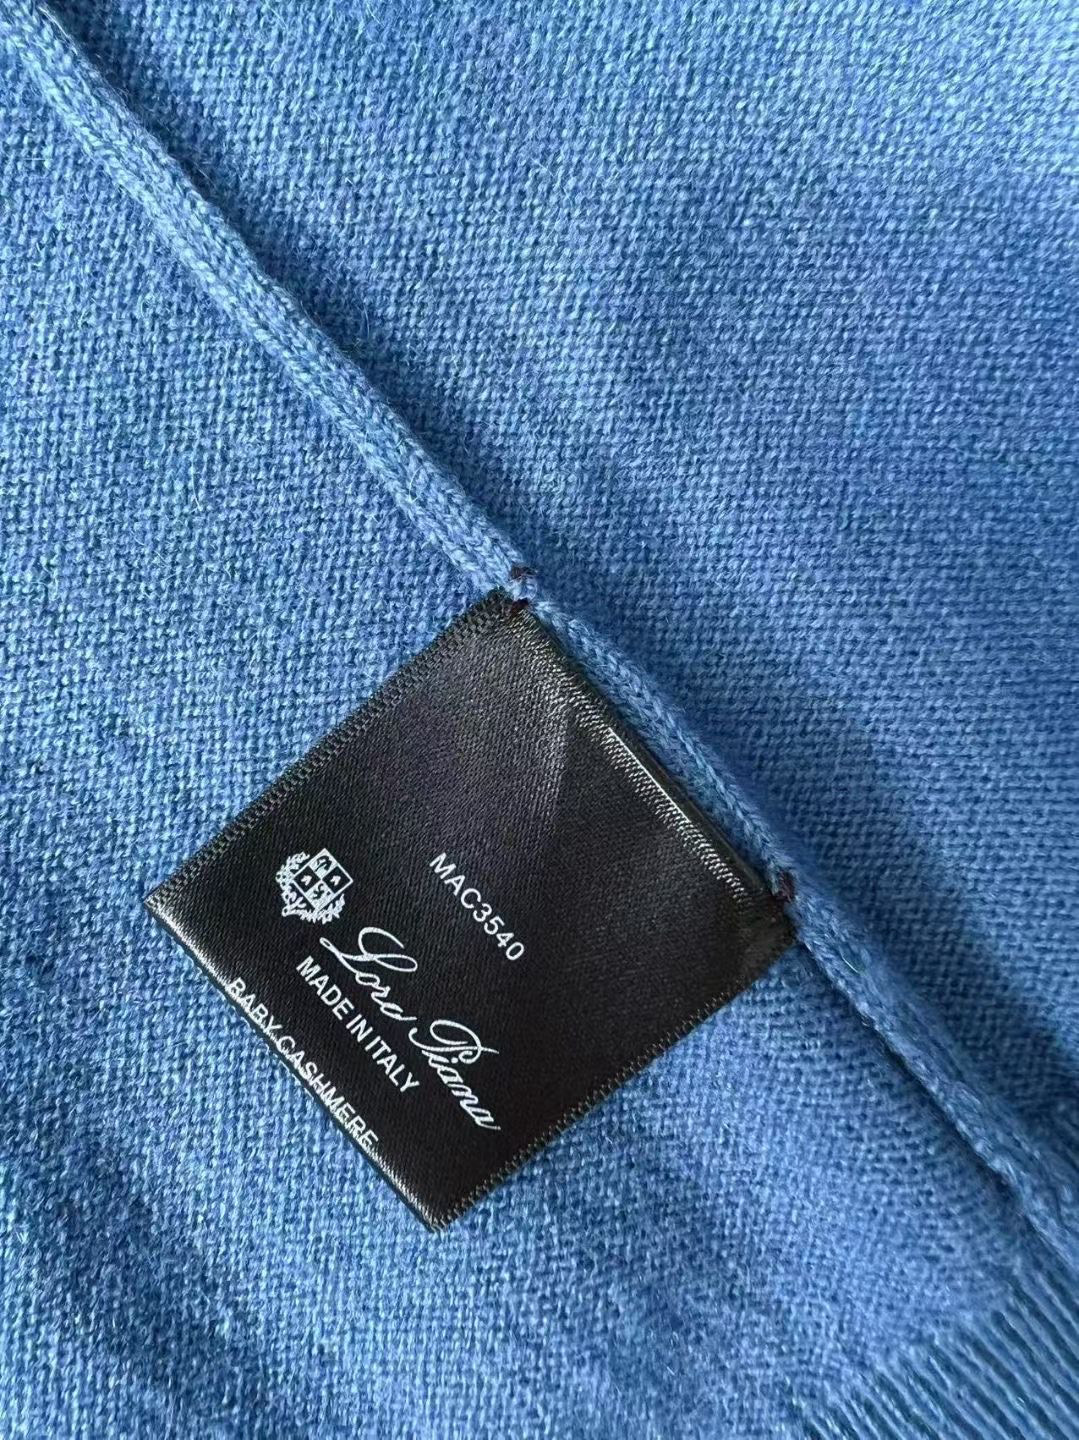 MAC3540
Loro Piana
MADE IN ITALY
BABY CASHMERE